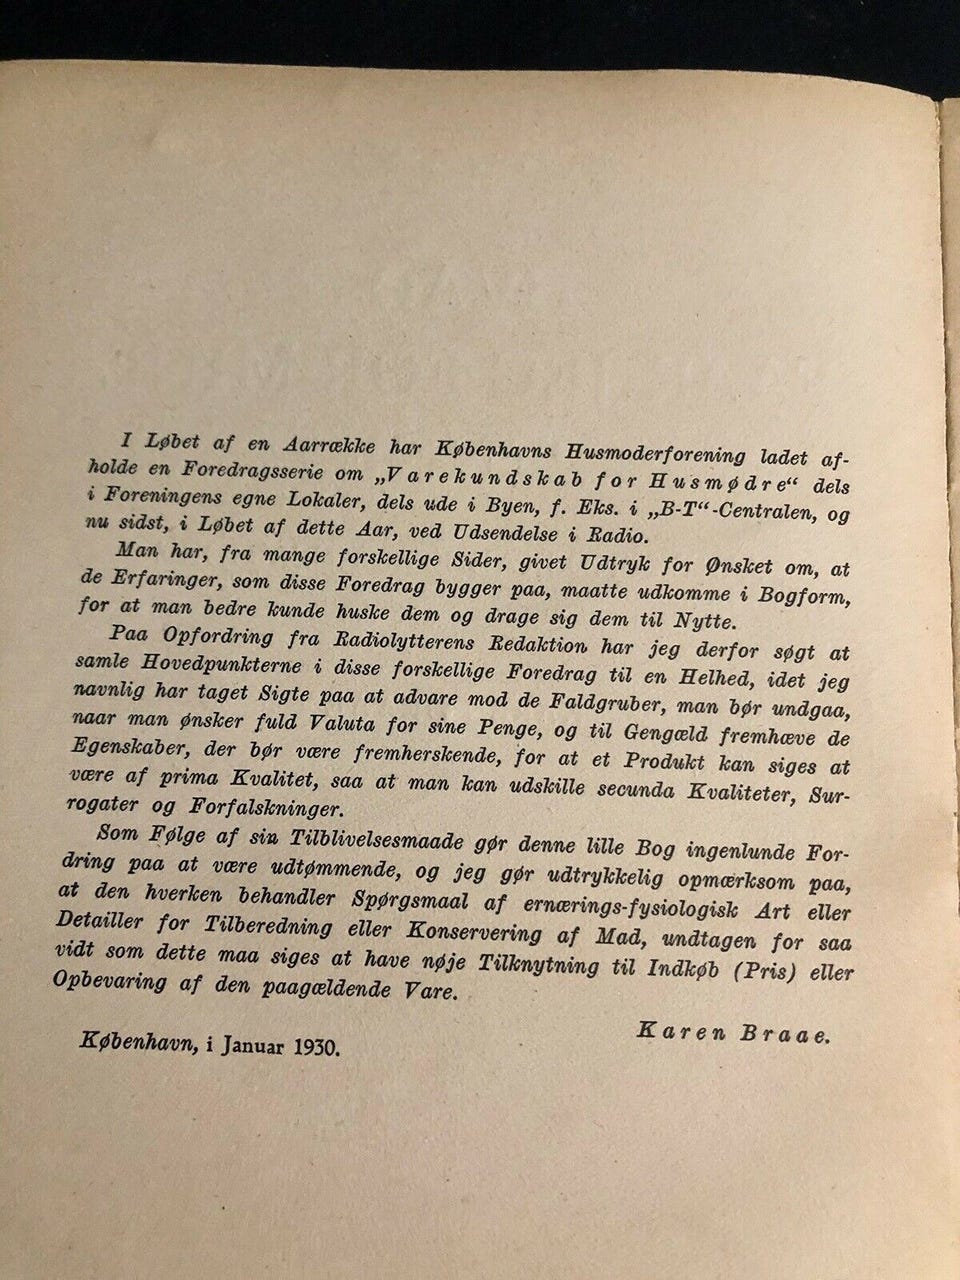 I Løbet af en Aarrække har Københavns Husmoderforening ladet af-
holde en Foredragsserie om „Varekundskab for Husmødre“ dels
i Foreningens egne Lokaler, dels ude i Byen, f. Eks. i „B-T“-Centralen, og
nu sidst, i Løbet af dette Aar, ved Udsendelse i Radio.
Man har, fra mange forskellige Sider, givet Udtryk for Ønsket om, at
de Erfaringer, som disse Foredrag bygger paa, maatte udkomme i Bogform,
for at man bedre kunde huske dem og drage sig dem til Nytte.
Paa Opfordring fra Radiolytterens Redaktion har jeg derfor søgt at
samle Hovedpunkterne i disse forskellige Foredrag til en Helhed, idet jeg
navnlig har taget Sigte paa at advare mod de Faldgruber, man bør undgaa,
naar man ønsker fuld Valuta for sine Penge, og til Gengæld fremhæve de
Egenskaber, der bør være fremherskende, for at et Produkt kan siges at
være af prima Kvalitet, saa at man kan udskille secunda Kvaliteter, Sur-
rogater og Forfalskninger.
Som Følge af sin Tilblivelsesmaade gør denne lille Bog ingenlunde For-
dring paa at være udtømmende, og jeg gør udtrykkelig opmærksom paa,
at den hverken behandler Spørgsmaal af ernærings-fysiologisk Art eller
Detailler for Tilberedning eller Konservering af Mad, undtagen for saa
vidt som dette maa siges at have nøje Tilknytning til Indkøb (Pris) eller
Opbevaring af den paagældende Vare.
København, i Januar 1930.
Karen Braae.